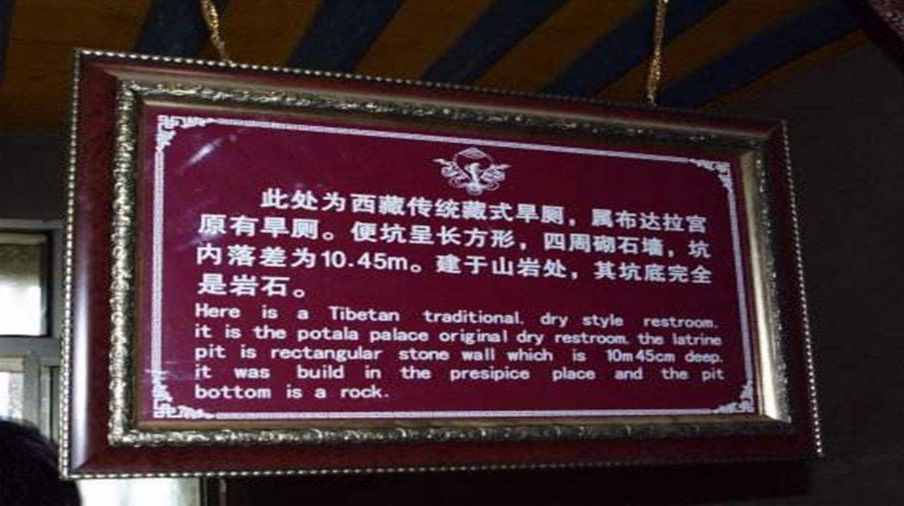 此处为西藏传统藏式旱厕，属布达拉宫
原有旱厕。便坑呈长方形，四周砌石墙，坑
内落差为10.45m。建于山岩处，其坑底完全
是岩石。
Here is a Tibetan traditional. dry style restroom.
it is the potala palace original dry restroom. the latrine
pit is rectangular stone wall which is 10m45cm deep.
it was build in the presipice place and the pit
bottom is a rock.